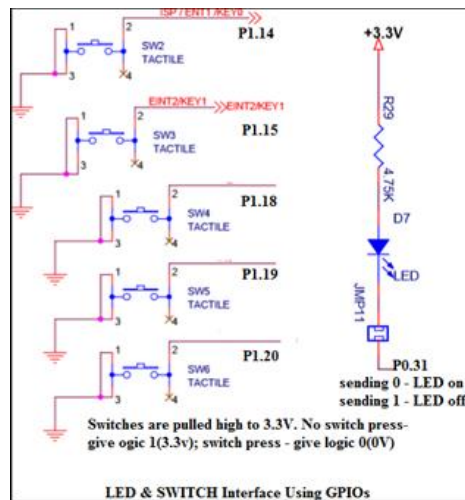 ISP / ENT1 /KEY0
P1.14
1
2
3
4
SW2
TACTILE
EINT2/KEY1
EINT2/KEY1
P1.15
1
2
3
4
SW3
TACTILE
P1.18
1
2
3
4
SW4
TACTILE
P1.19
1
2
3
4
SW5
TACTILE
P1.20
1
2
3
4
SW6
TACTILE
+3.3V
R29
4.75K
D7
LED
JMP11
P0.31
sending 0 - LED on
sending 1 - LED off
Switches are pulled high to 3.3V. No switch press-
give ogic 1(3.3v); switch press - give logic 0(0V)
LED & SWITCH Interface Using GPIOs